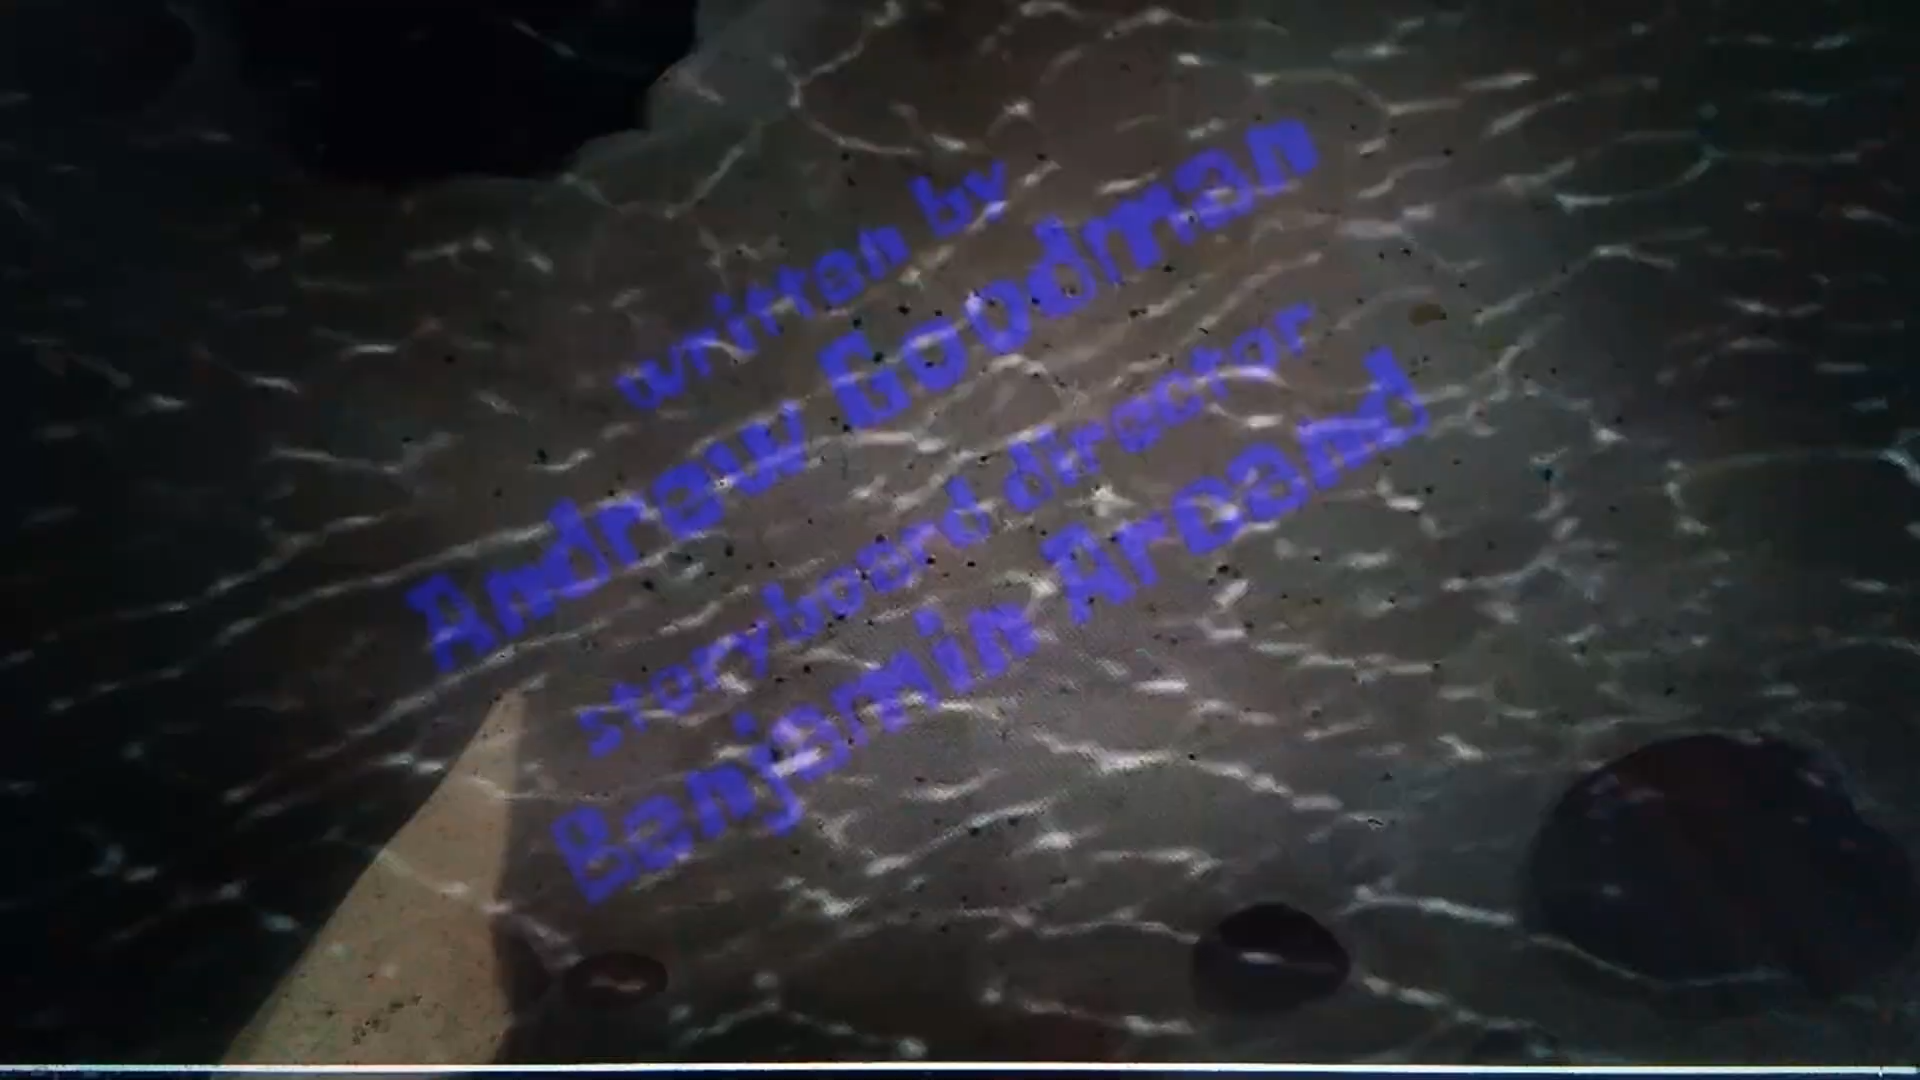 written by
Andrew Goodman
storyboard director
Benjamin Arcand